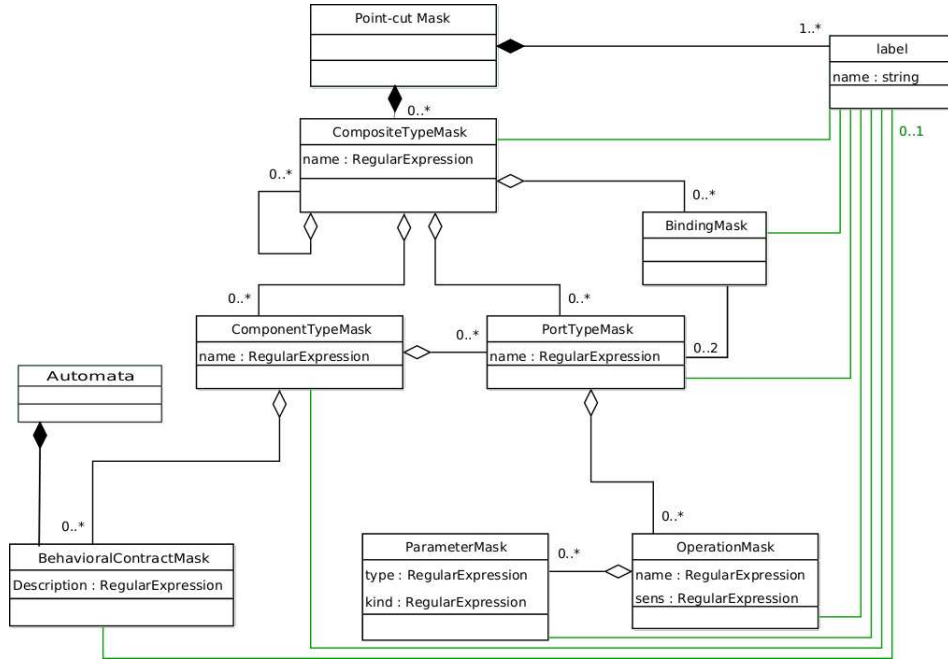 Point-cut Mask
1..*
label
name : string
0..*
0..1
CompositeTypeMask
name : RegularExpression
0..*
0..*
BindingMask
0..*
0..*
ComponentTypeMask
name : RegularExpression
0..*
PortTypeMask
name : RegularExpression
0..2
Automata
0..*
0..*
BehavioralContractMask
Description : RegularExpression
ParameterMask
type : RegularExpression
kind : RegularExpression
0..*
OperationMask
name : RegularExpression
sens : RegularExpression